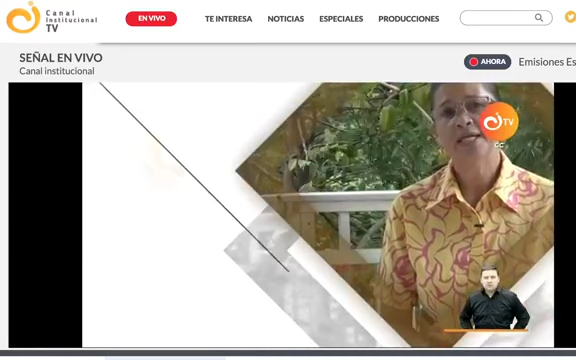 Canal
Institucional
TV
EN VIVO
TE INTERESA
NOTICIAS
ESPECIALES
PRODUCCIONES
SEÑAL EN VIVO
Canal institucional
AHORA
Emisiones Es
TV
CC